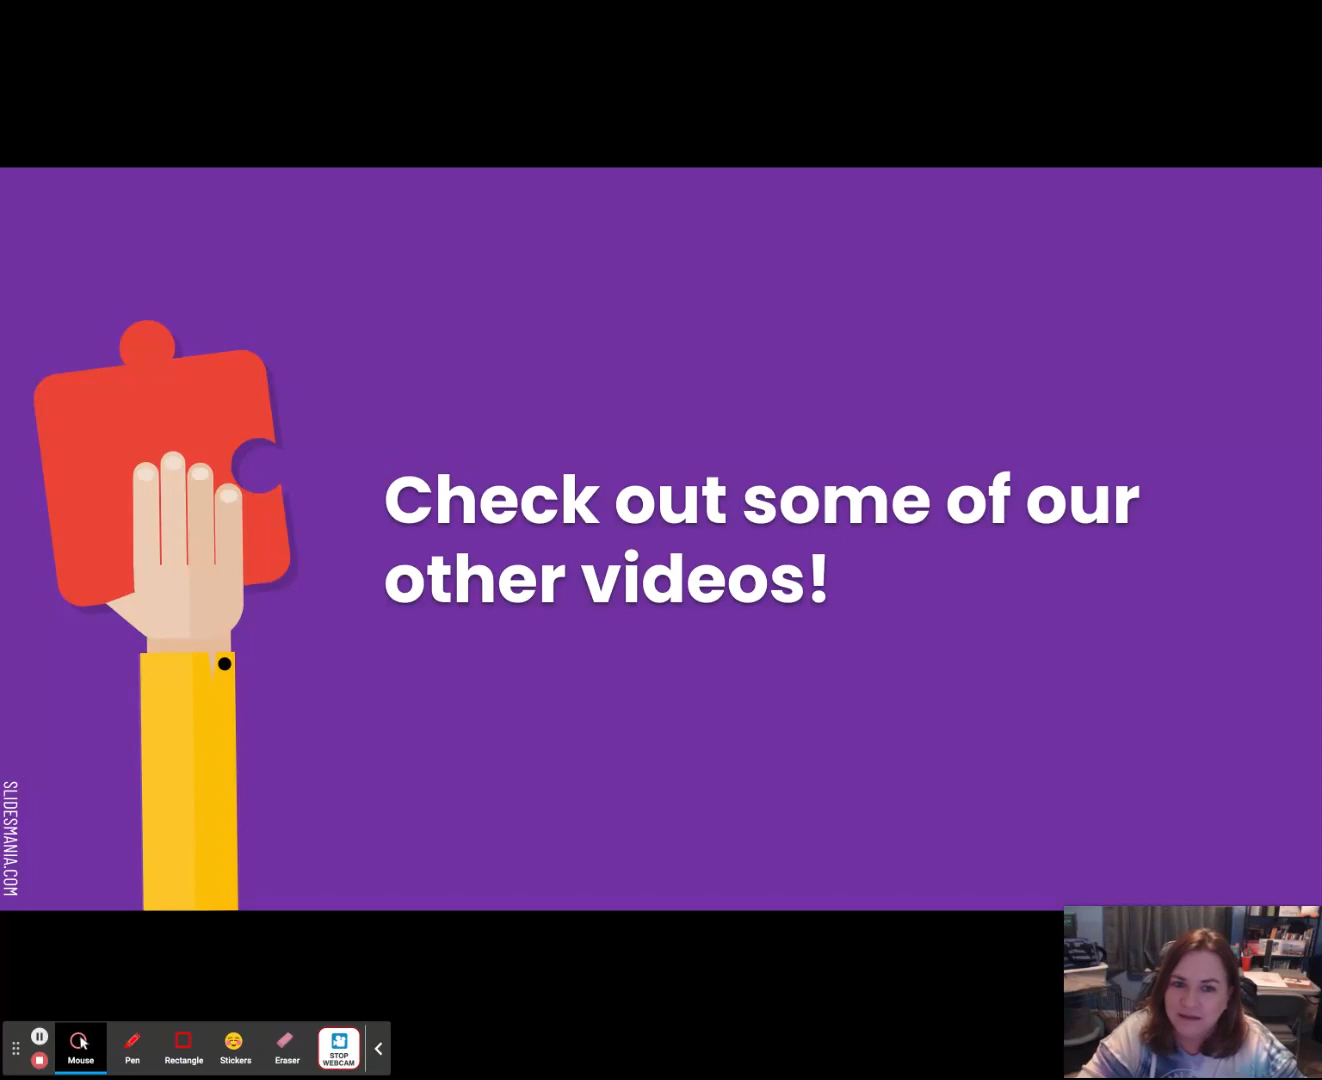 Check out some of our
other videos!
SLIDESMANIA.COM
Mouse
Pen
Rectangle
Stickers
Eraser
STOP
WEBCAM